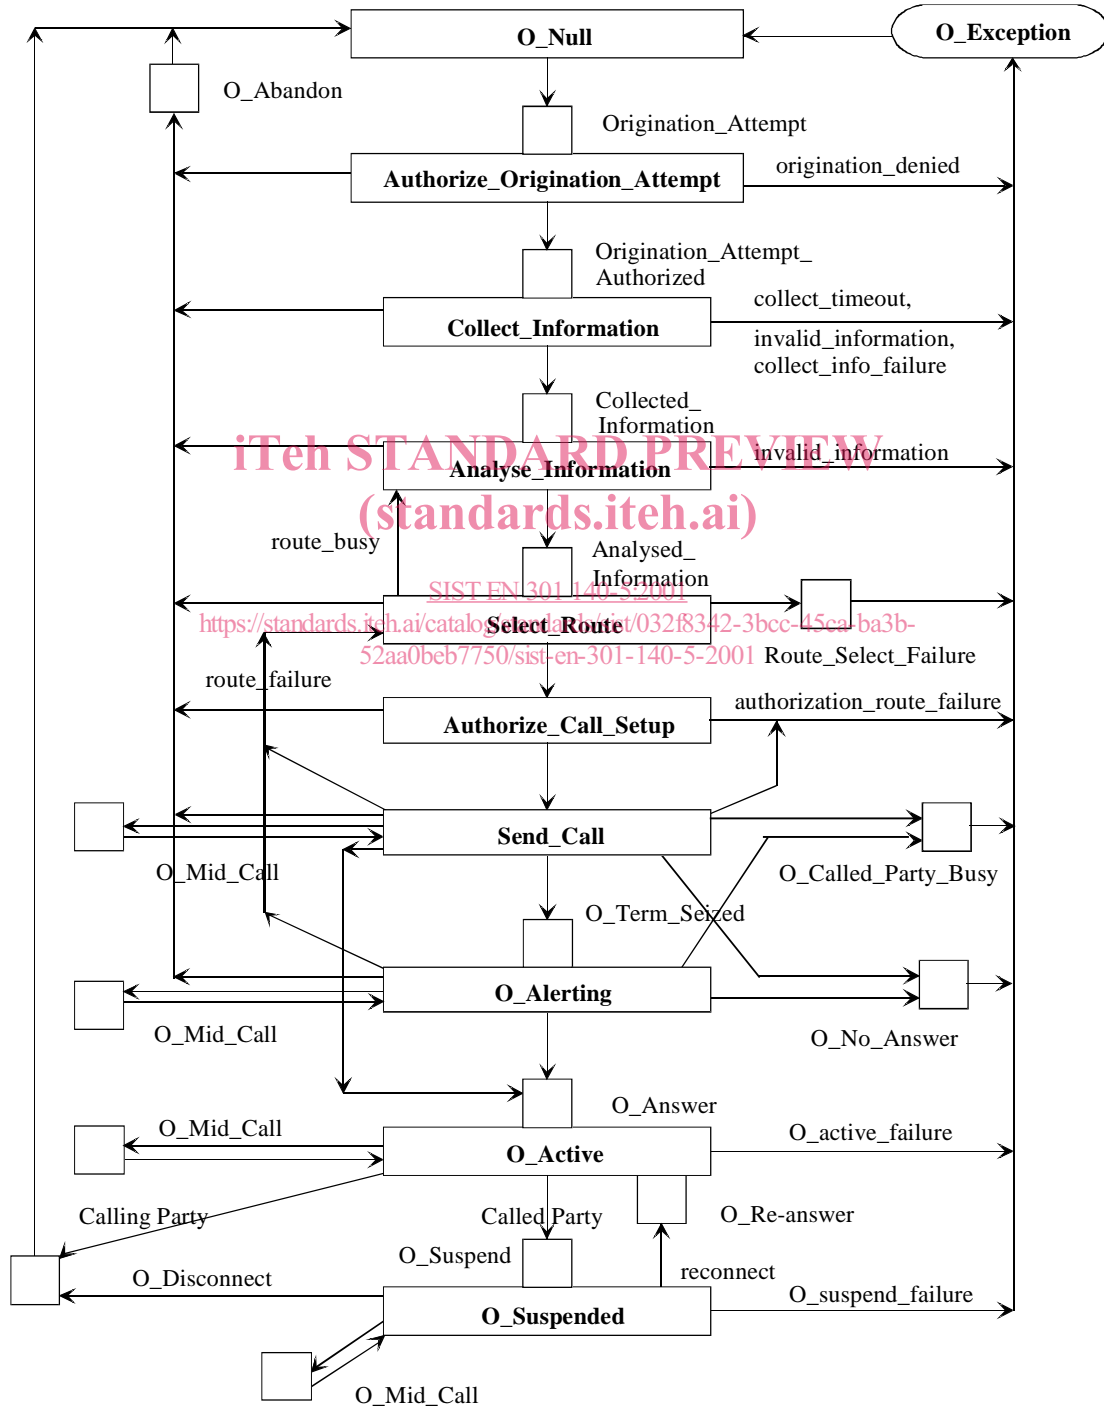 O_Null
O_Exception
O_Abandon
Origination_Attempt
Authorize_Origination_Attempt
origination_denied
Origination_Attempt_
Authorized
collect_timeout,
Collect_Information
invalid_information,
collect_info_failure
Collected_
Information
iTeh STANDARD PREVIEW
Analyse_Information
invalid_information
(standards.iteh.ai)
route_busy
Analysed_
Information
SIST EN 301 140-5:2001
https://standards.iteh.ai/catalog/standards/sist/032f8342-3bcc-45ca-ba3b-
Select_Route
52aa0beb7750/sist-en-301-140-5-2001
Route_Select_Failure
route_failure
authorization_route_failure
Authorize_Call_Setup
Send_Call
O_Mid_Call
O_Called_Party_Busy
O_Term_Seized
O_Alerting
O_Mid_Call
O_No_Answer
O_Answer
O_Mid_Call
O_active_failure
O_Active
Calling Party
Called Party
O_Re-answer
O_Suspend
O_Disconnect
reconnect
O_suspend_failure
O_Suspended
O_Mid_Call